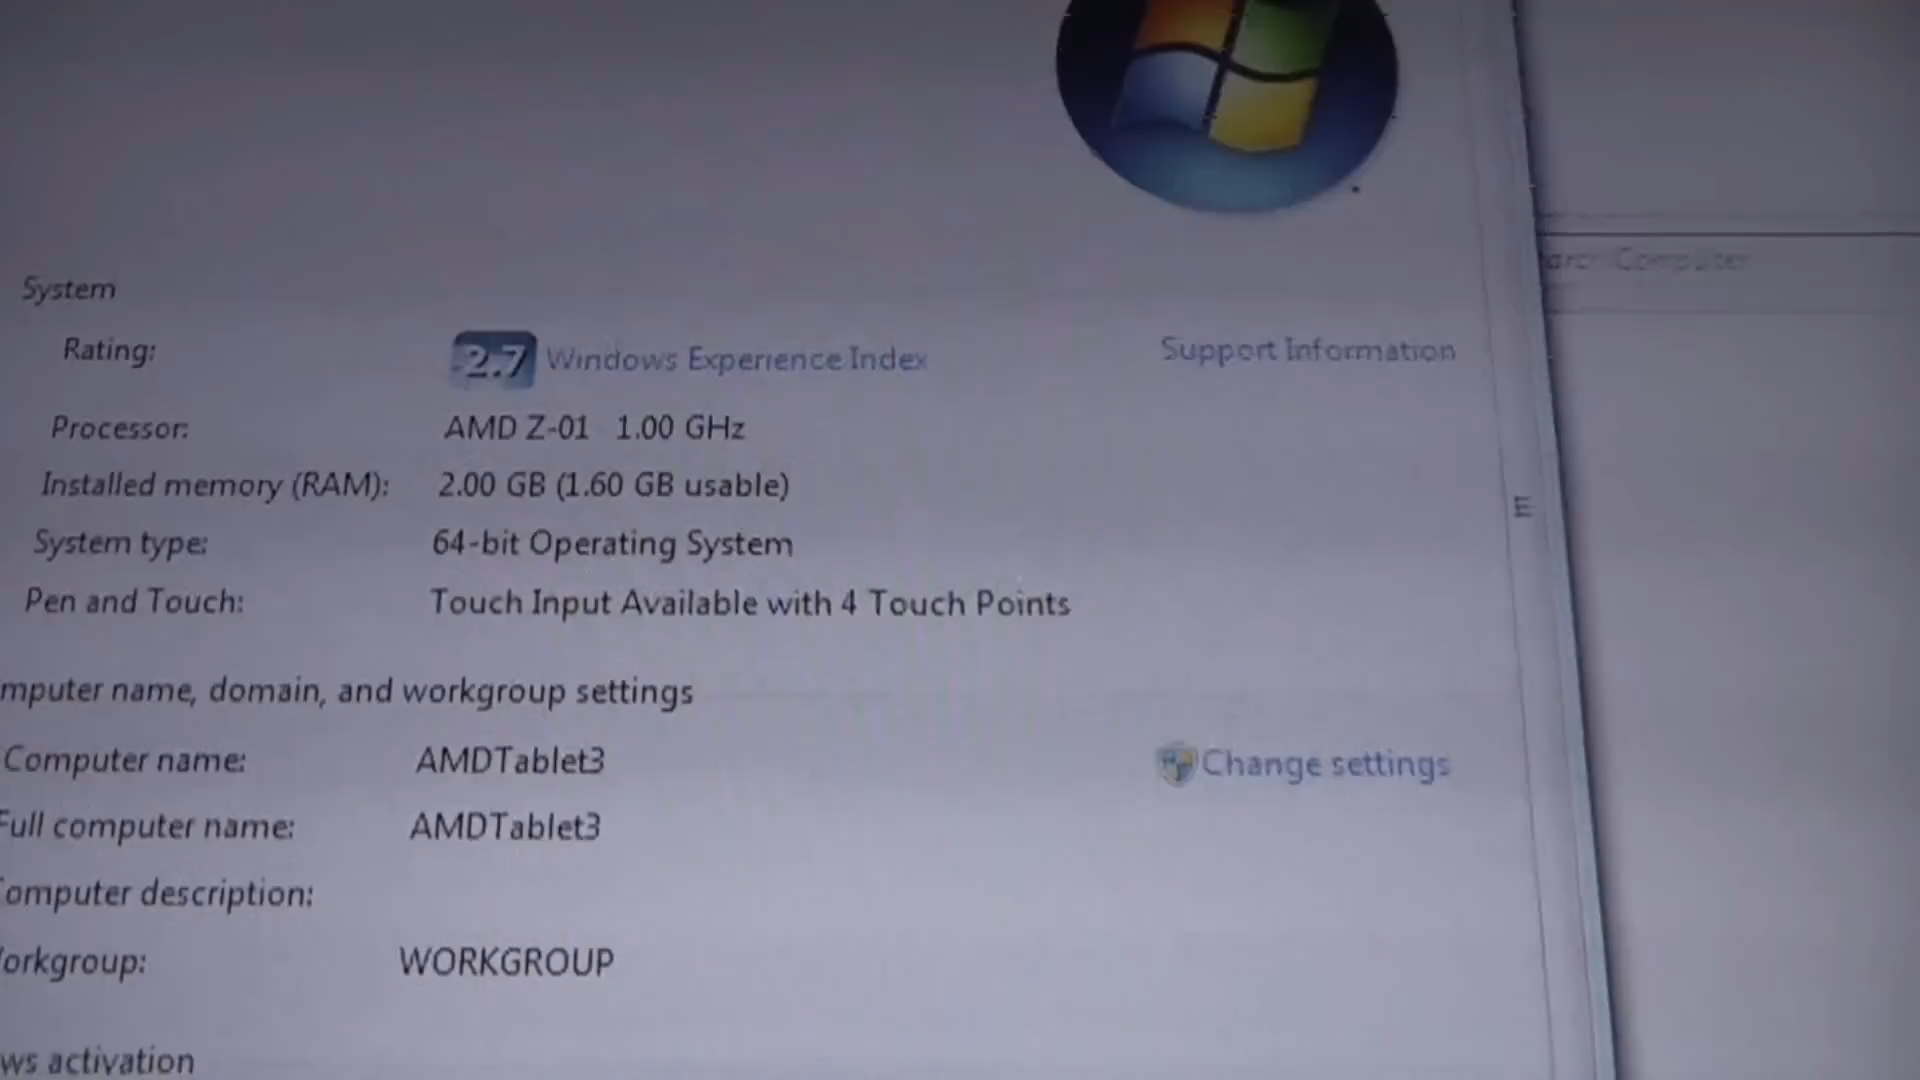 System
Rating: 2.7 Windows Experience Index Support Information
Processor: AMD Z-01 1.00 GHz
Installed memory (RAM): 2.00 GB (1.60 GB usable)
System type: 64-bit Operating System
Pen and Touch: Touch Input Available with 4 Touch Points
mputer name, domain, and workgroup settings
Computer name: AMDTablet3 Change settings
Full computer name: AMDTablet3
omputer description:
orkgroup: WORKGROUP
ws activation
Computer